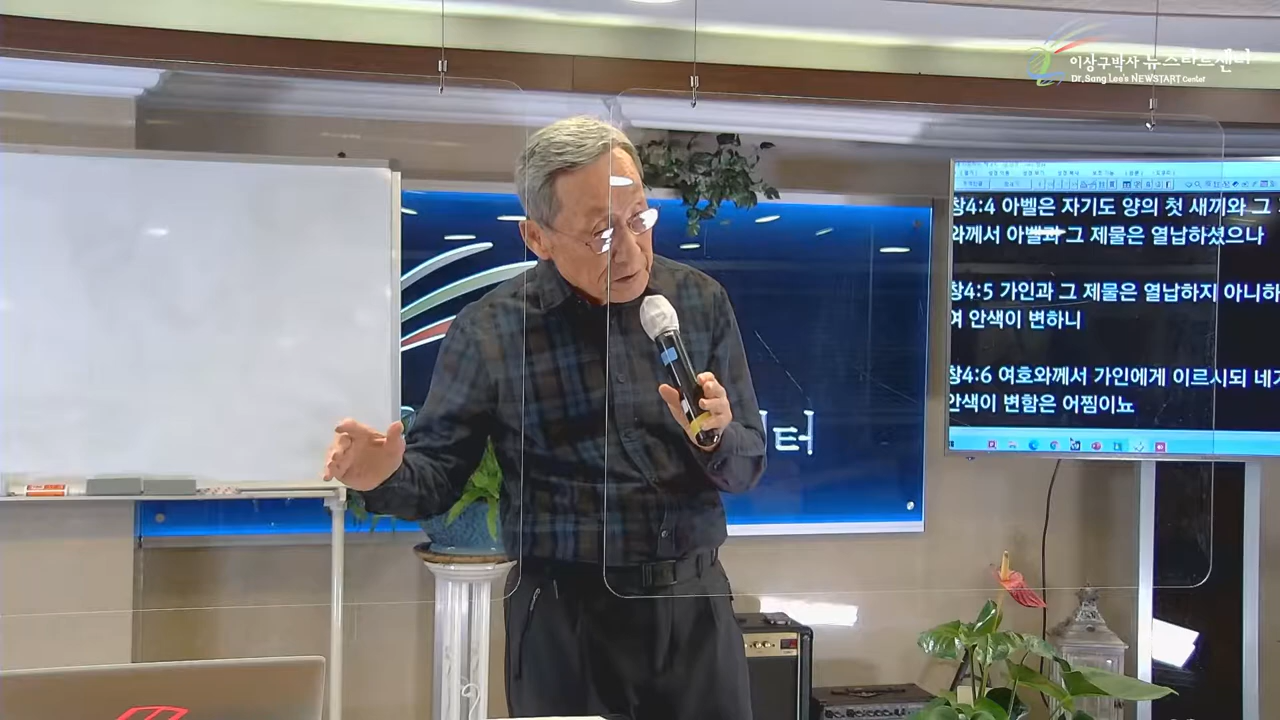 이상구박사 뉴스타트센터
Dr. Sang Lee's NEWSTART Center
창4:4 아벨은 자기도 양의 첫 새끼와 그
와께서 아벨과 그 제물은 열납하셨으나
창4:5 가인과 그 제물은 열납하지 아니하
여 안색이 변하니
창4:6 여호와께서 가인에게 이르시되 네가
안색이 변함은 어찜이뇨
터